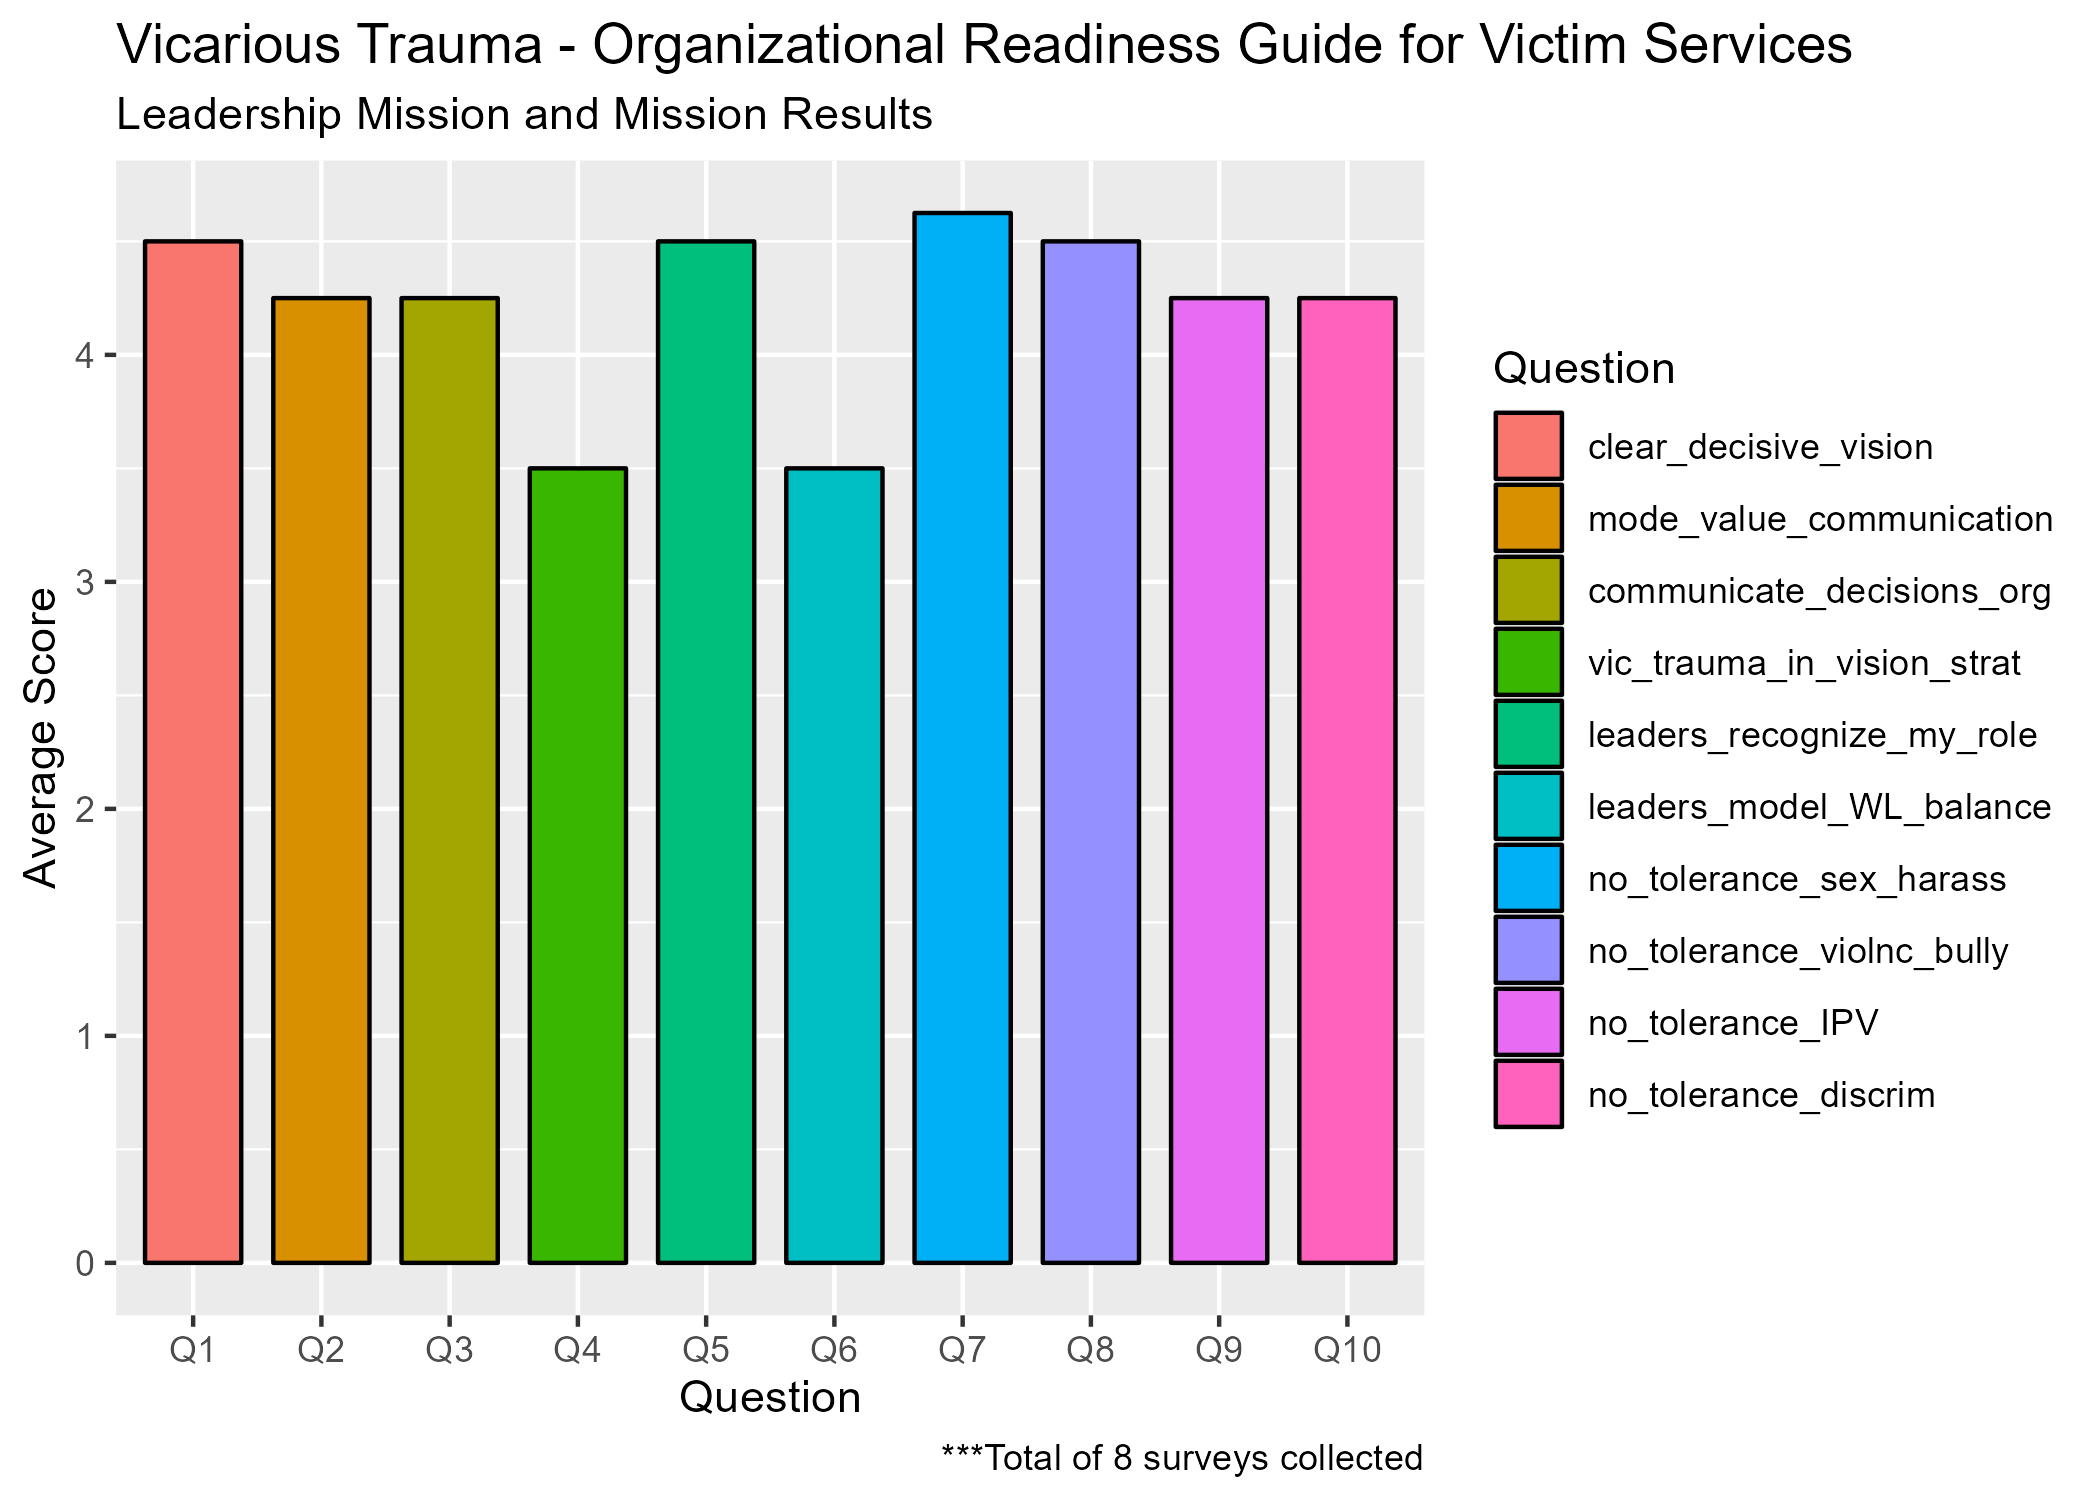 Vicarious Trauma - Organizational Readiness Guide for Victim Services
Leadership Mission and Mission Results
Average Score
4
3
2
1
0
Q1 Q2 Q3 Q4 Q5 Q6 Q7 Q8 Q9 Q10
Question
***Total of 8 surveys collected
Question
clear_decisive_vision
mode_value_communication
communicate_decisions_org
vic_trauma_in_vision_strat
leaders_recognize_my_role
leaders_model_WL_balance
no_tolerance_sex_harass
no_tolerance_violnc_bully
no_tolerance_IPV
no_tolerance_discrim